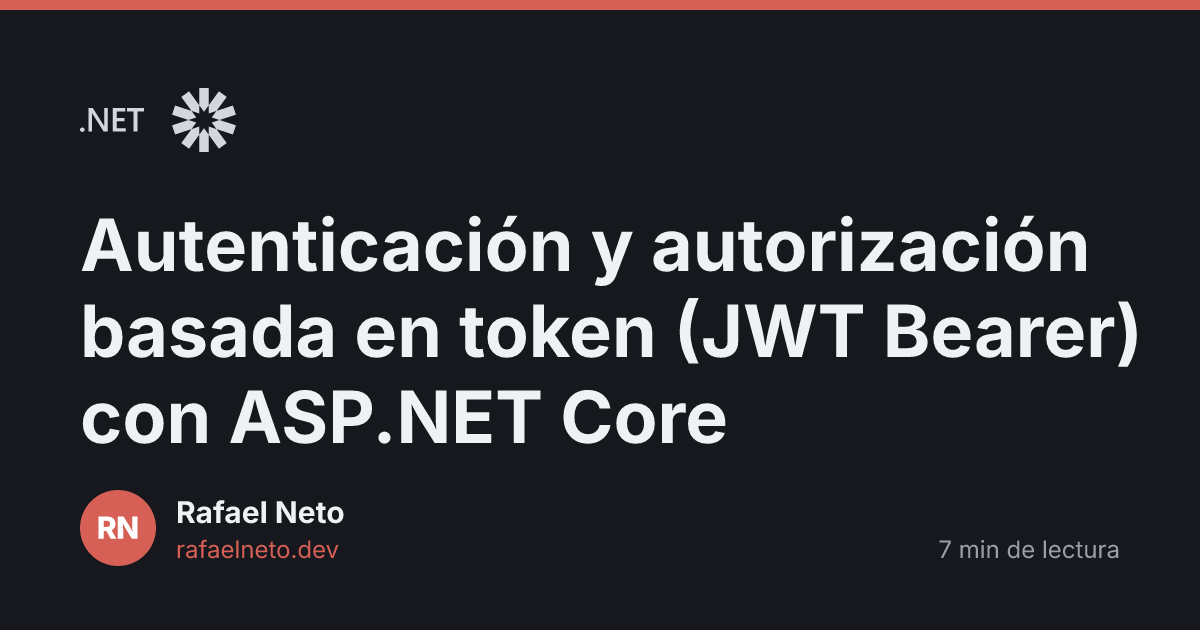 .NET
Autenticación y autorización
basada en token (JWT Bearer)
con ASP.NET Core
RN
Rafael Neto
rafaelneto.dev
7 min de lectura